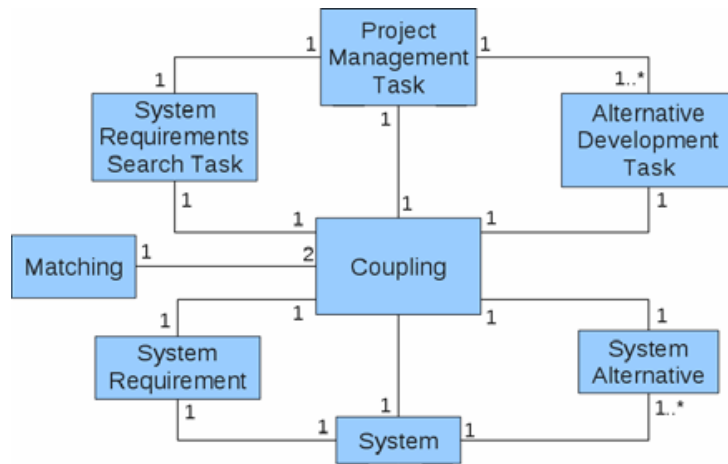 Project
Management
Task
1
1
1
1..*
System
Requirements
Search Task
1
Alternative
Development
Task
1
1
1
1
1
Matching
1
2
Coupling
1
1
1
1
System
Requirement
System
Alternative
1
1
1..*
1
1
System